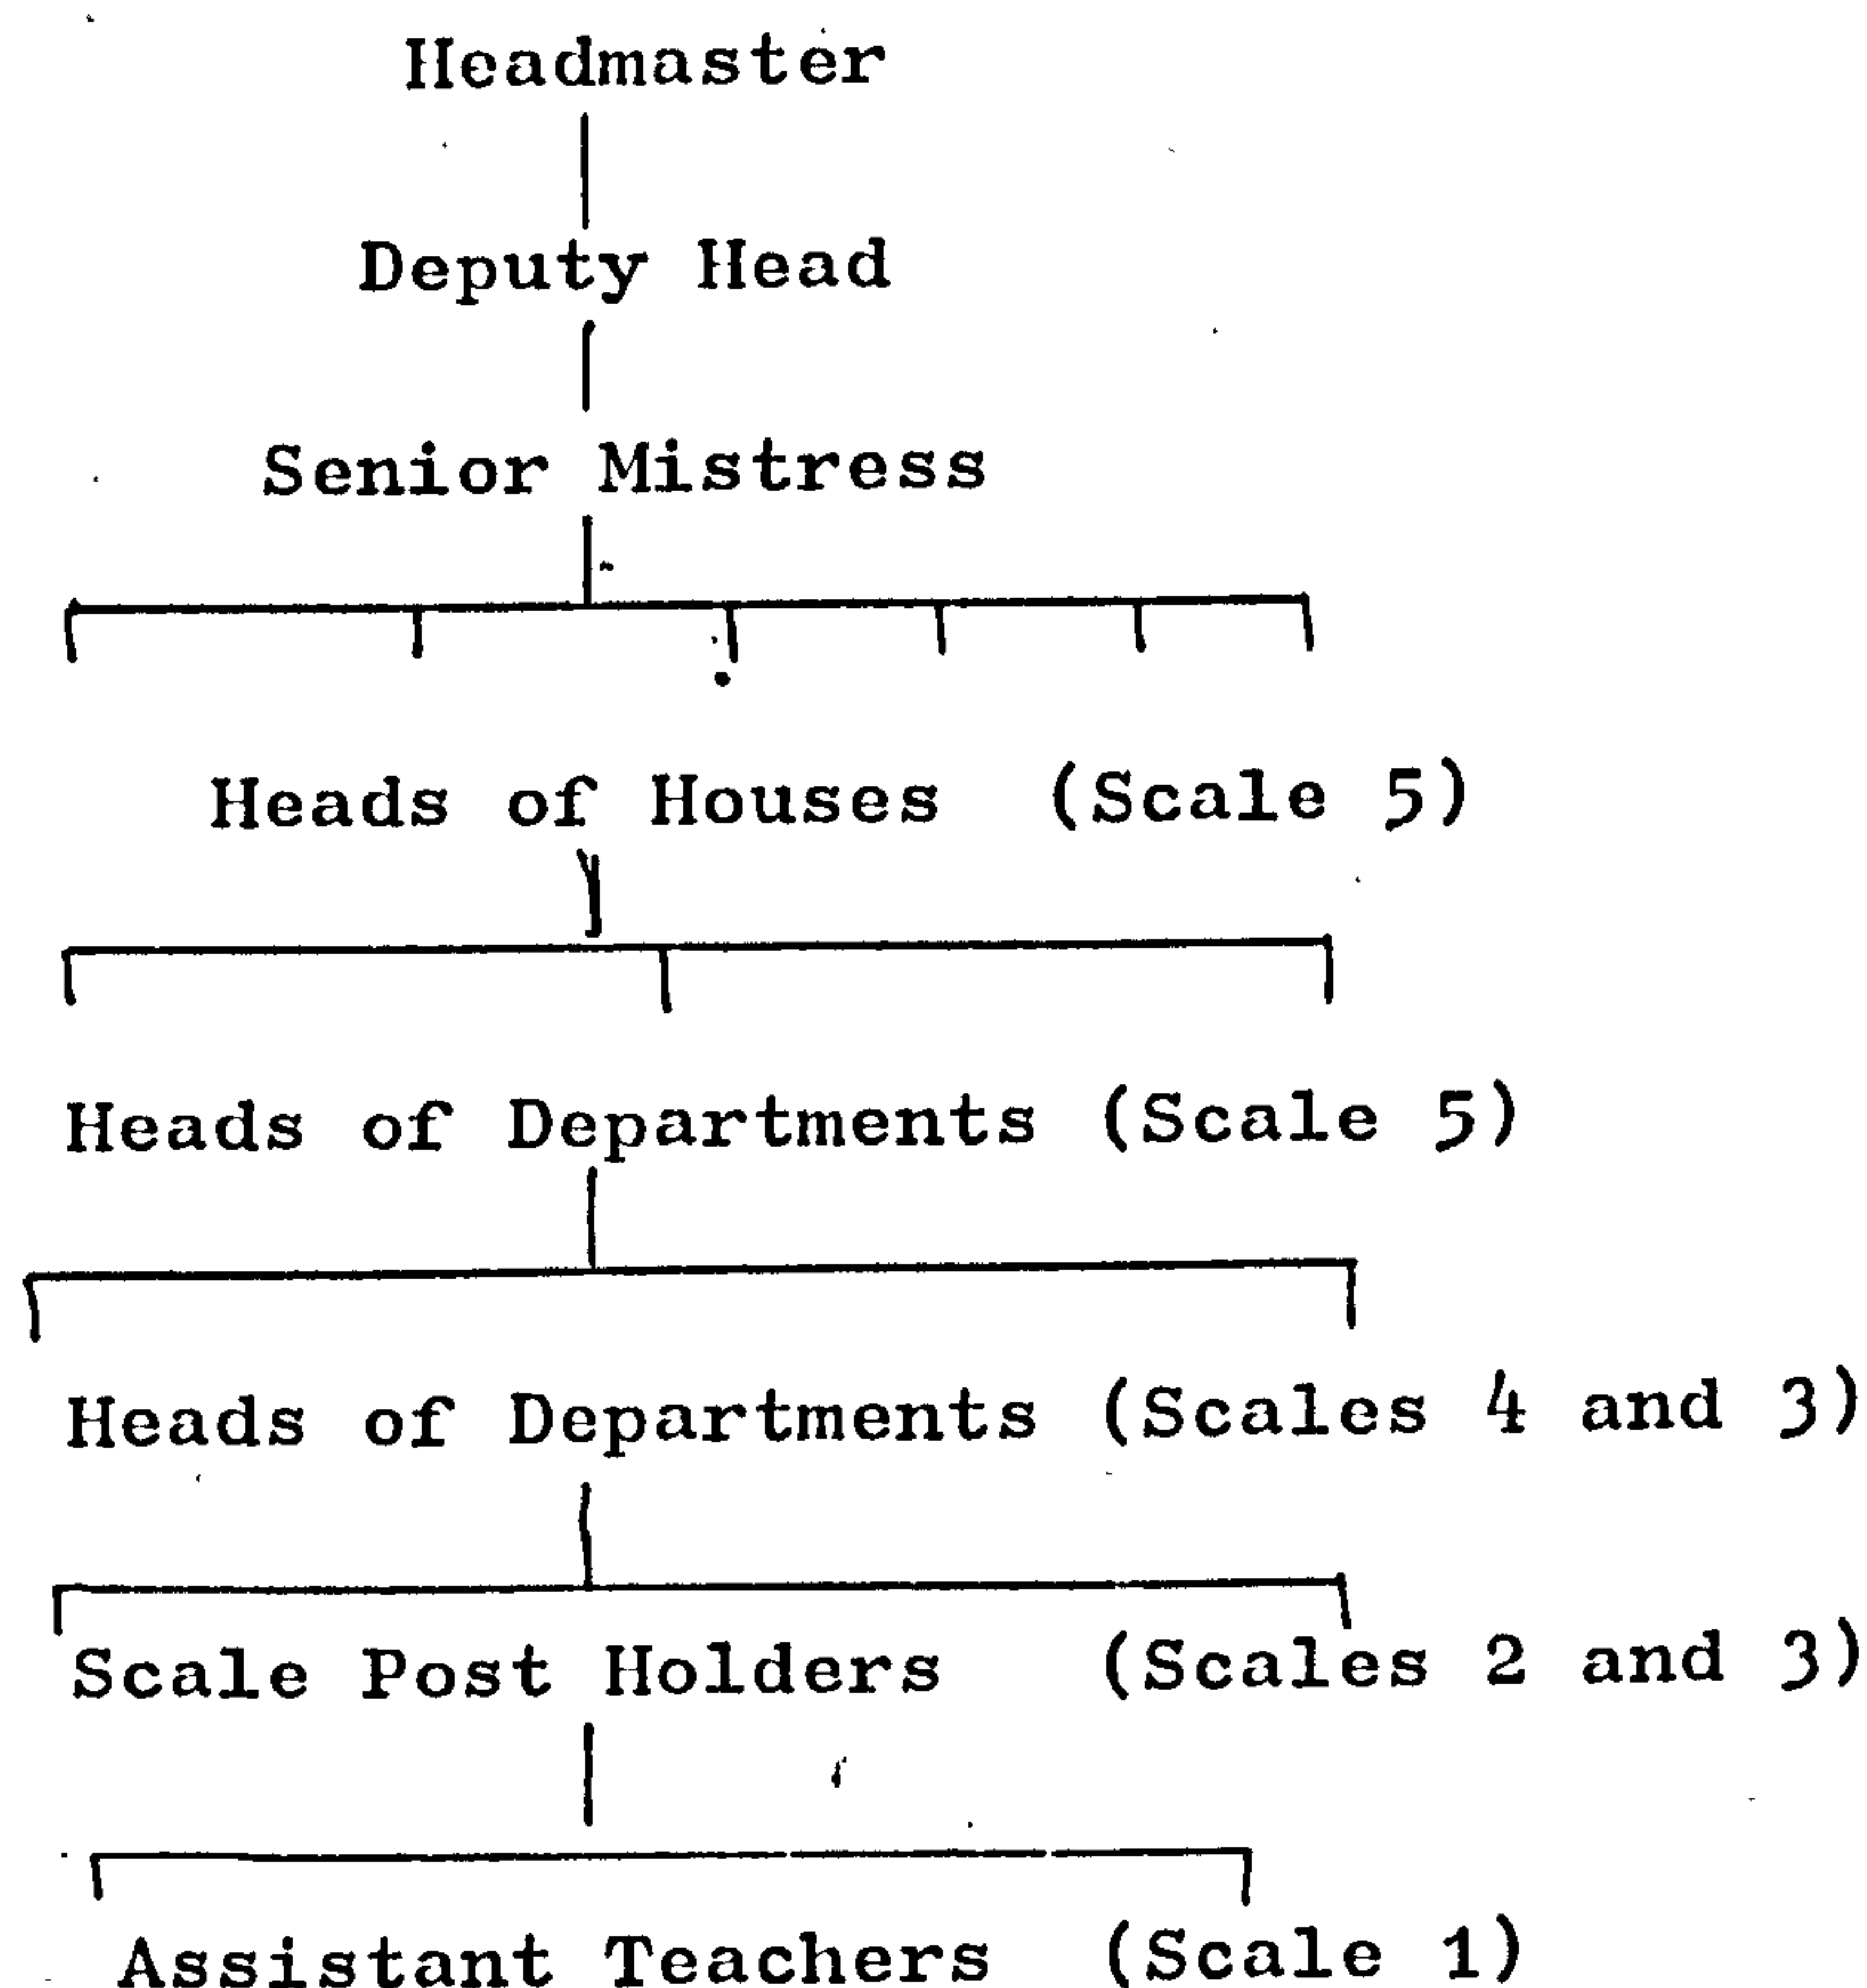 Headmaster
Deputy Head
Senior Mistress
Heads of Houses (Scale 5)
Heads of Departments (Scale 5)
Heads of Departments (Scales 4 and 3)
Scale Post Holders (Scales 2 and 3)
Assistant Teachers (Scale 1)